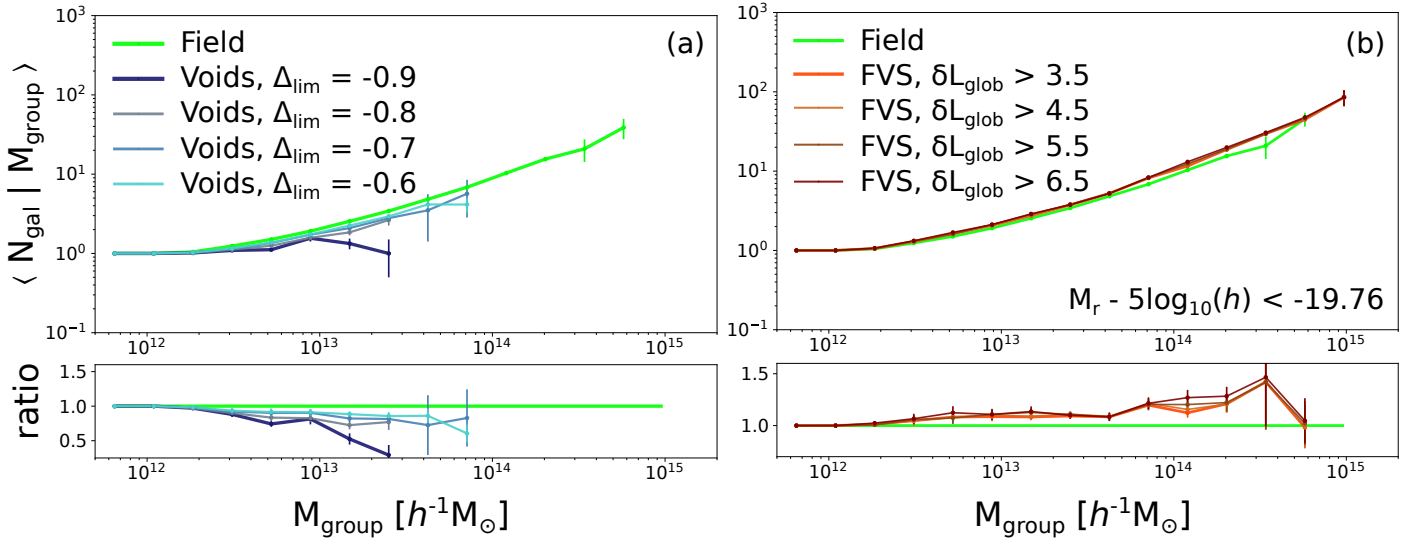 ⟨ N_gal | M_group ⟩
10³
10²
10¹
10⁰
10⁻¹
(a)
Field
Voids, Δ_lim = -0.9
Voids, Δ_lim = -0.8
Voids, Δ_lim = -0.7
Voids, Δ_lim = -0.6
10¹² 10¹³ 10¹⁴ 10¹⁵
ratio
1.5
1.0
0.5
10¹² 10¹³ 10¹⁴ 10¹⁵
M_group [h⁻¹M_⊙]
10³
10²
10¹
10⁰
10⁻¹
(b)
Field
FVS, δL_glob > 3.5
FVS, δL_glob > 4.5
FVS, δL_glob > 5.5
FVS, δL_glob > 6.5
M_r - 5log₁₀(h) < -19.76
10¹² 10¹³ 10¹⁴ 10¹⁵
1.5
1.0
10¹² 10¹³ 10¹⁴ 10¹⁵
M_group [h⁻¹M_⊙]